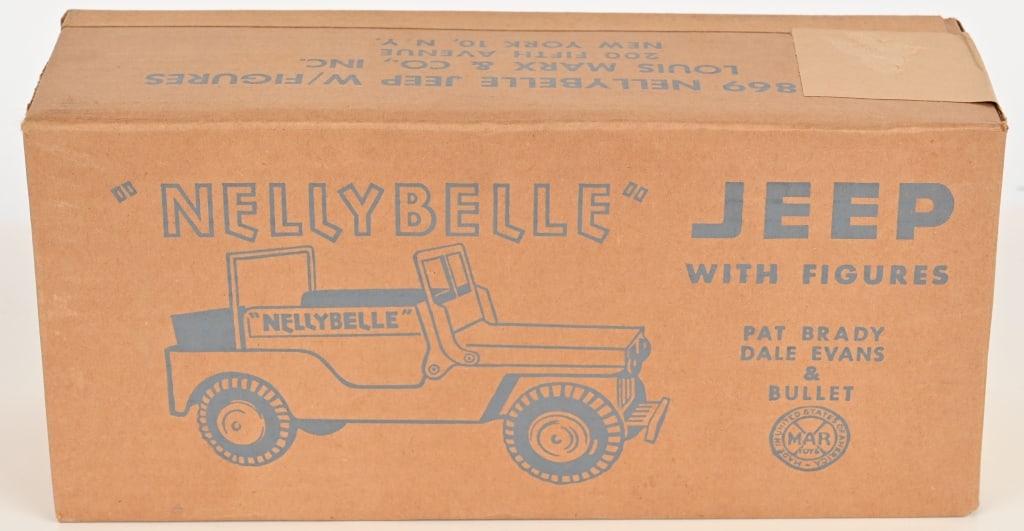 869 NELLYBELLE JEEP W/FIGURES
LOUIS MARX & CO., INC.
200 FIFTH AVENUE
NEW YORK 10, N.Y.
"NELLYBELLE" JEEP
WITH FIGURES
"NELLYBELLE"
PAT BRADY
DALE EVANS
&
BULLET
MADE IN UNITED STATES OF AMERICA
MAR
TOYS